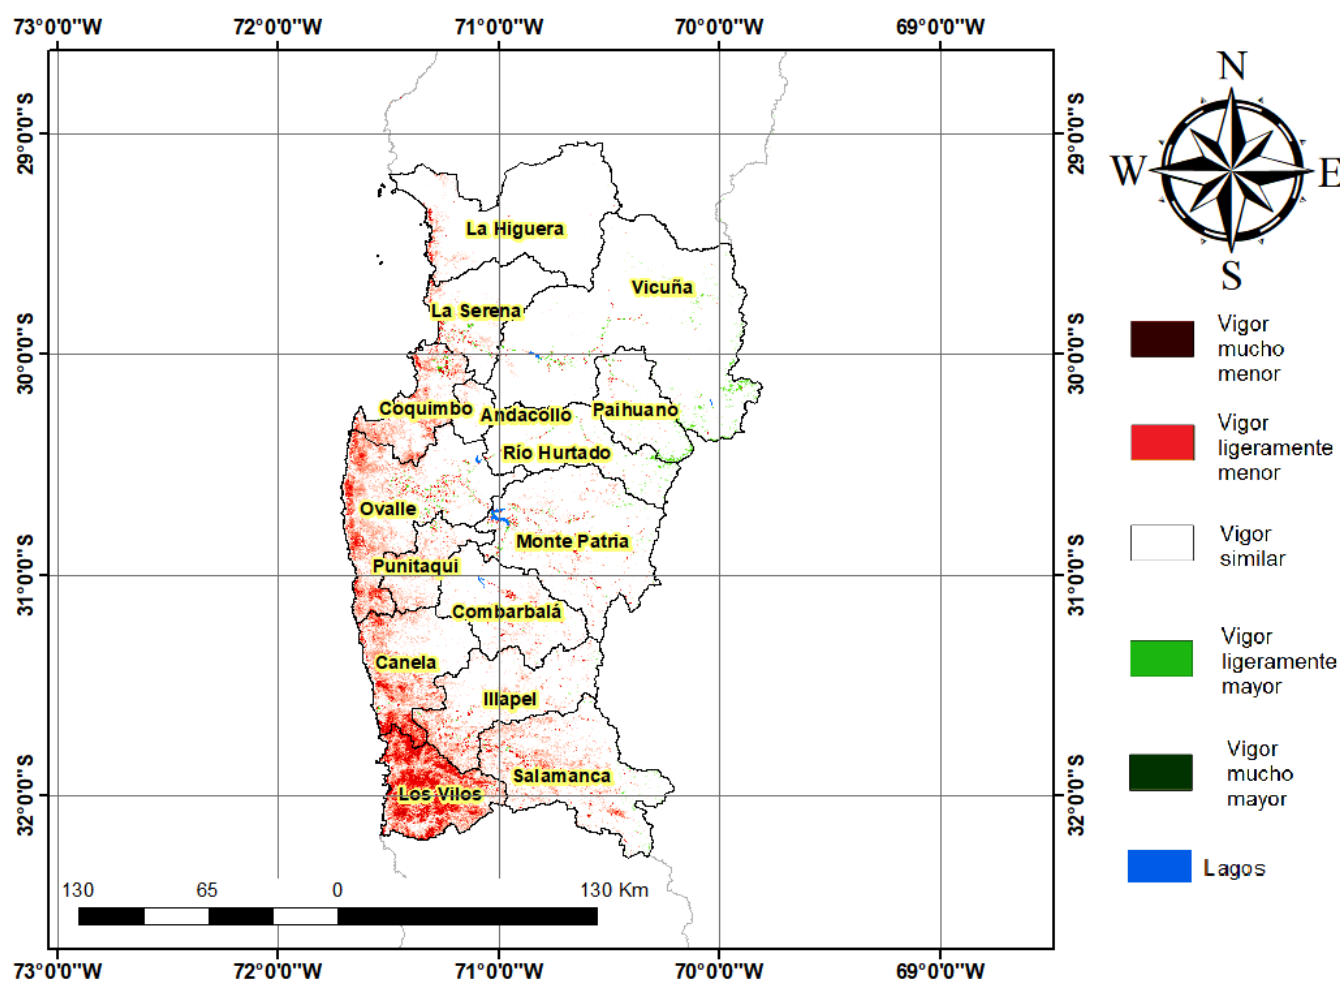 73°0'0"W 72°0'0"W 71°0'0"W 70°0'0"W 69°0'0"W
29°0'0"S
29°0'0"S
30°0'0"S
30°0'0"S
31°0'0"S
31°0'0"S
32°0'0"S
32°0'0"S
La Higuera
Vicuña
La Serena
Coquimbo
Andacollo
Paihuano
Río Hurtado
Ovalle
Monte Patria
Punitaqui
Combarbalá
Canela
Illapel
Salamanca
Los Vilos
130 65 0 130 Km
73°0'0"W 72°0'0"W 71°0'0"W 70°0'0"W 69°0'0"W
N
W E
S
Vigor
mucho
menor
Vigor
ligeramente
menor
Vigor
similar
Vigor
ligeramente
mayor
Vigor
mucho
mayor
Lagos